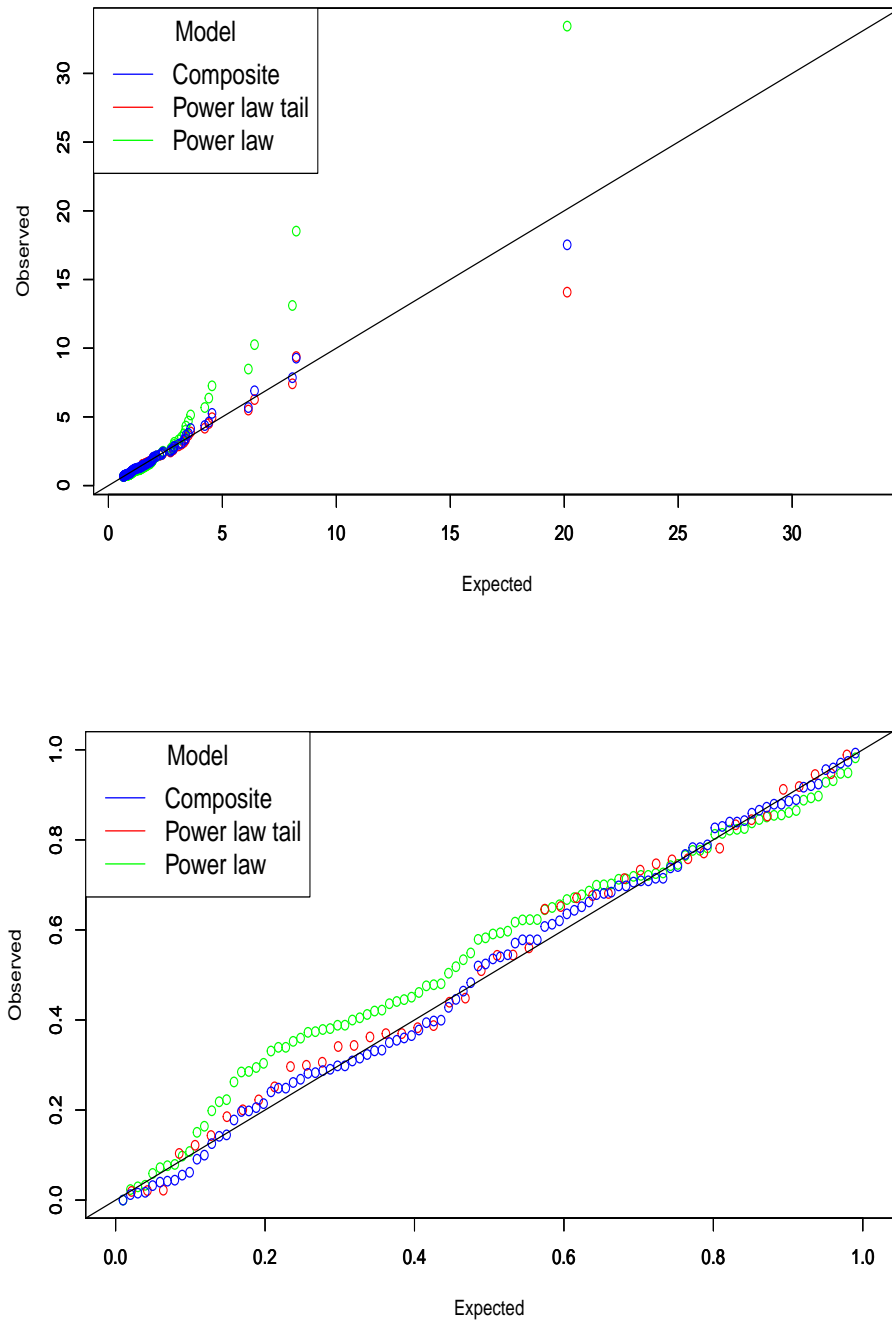 Model
Composite
Power law tail
Power law
Observed
0 5 10 15 20 25 30
0 5 10 15 20 25 30
Expected
Model
Composite
Power law tail
Power law
Observed
0.0 0.2 0.4 0.6 0.8 1.0
0.0 0.2 0.4 0.6 0.8 1.0
Expected